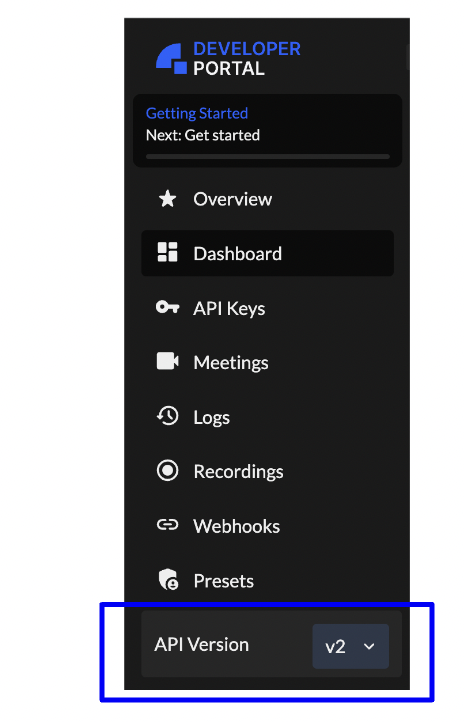 DEVELOPER
PORTAL
Getting Started
Next: Get started
Overview
Dashboard
API Keys
Meetings
Logs
Recordings
Webhooks
Presets
API Version v2